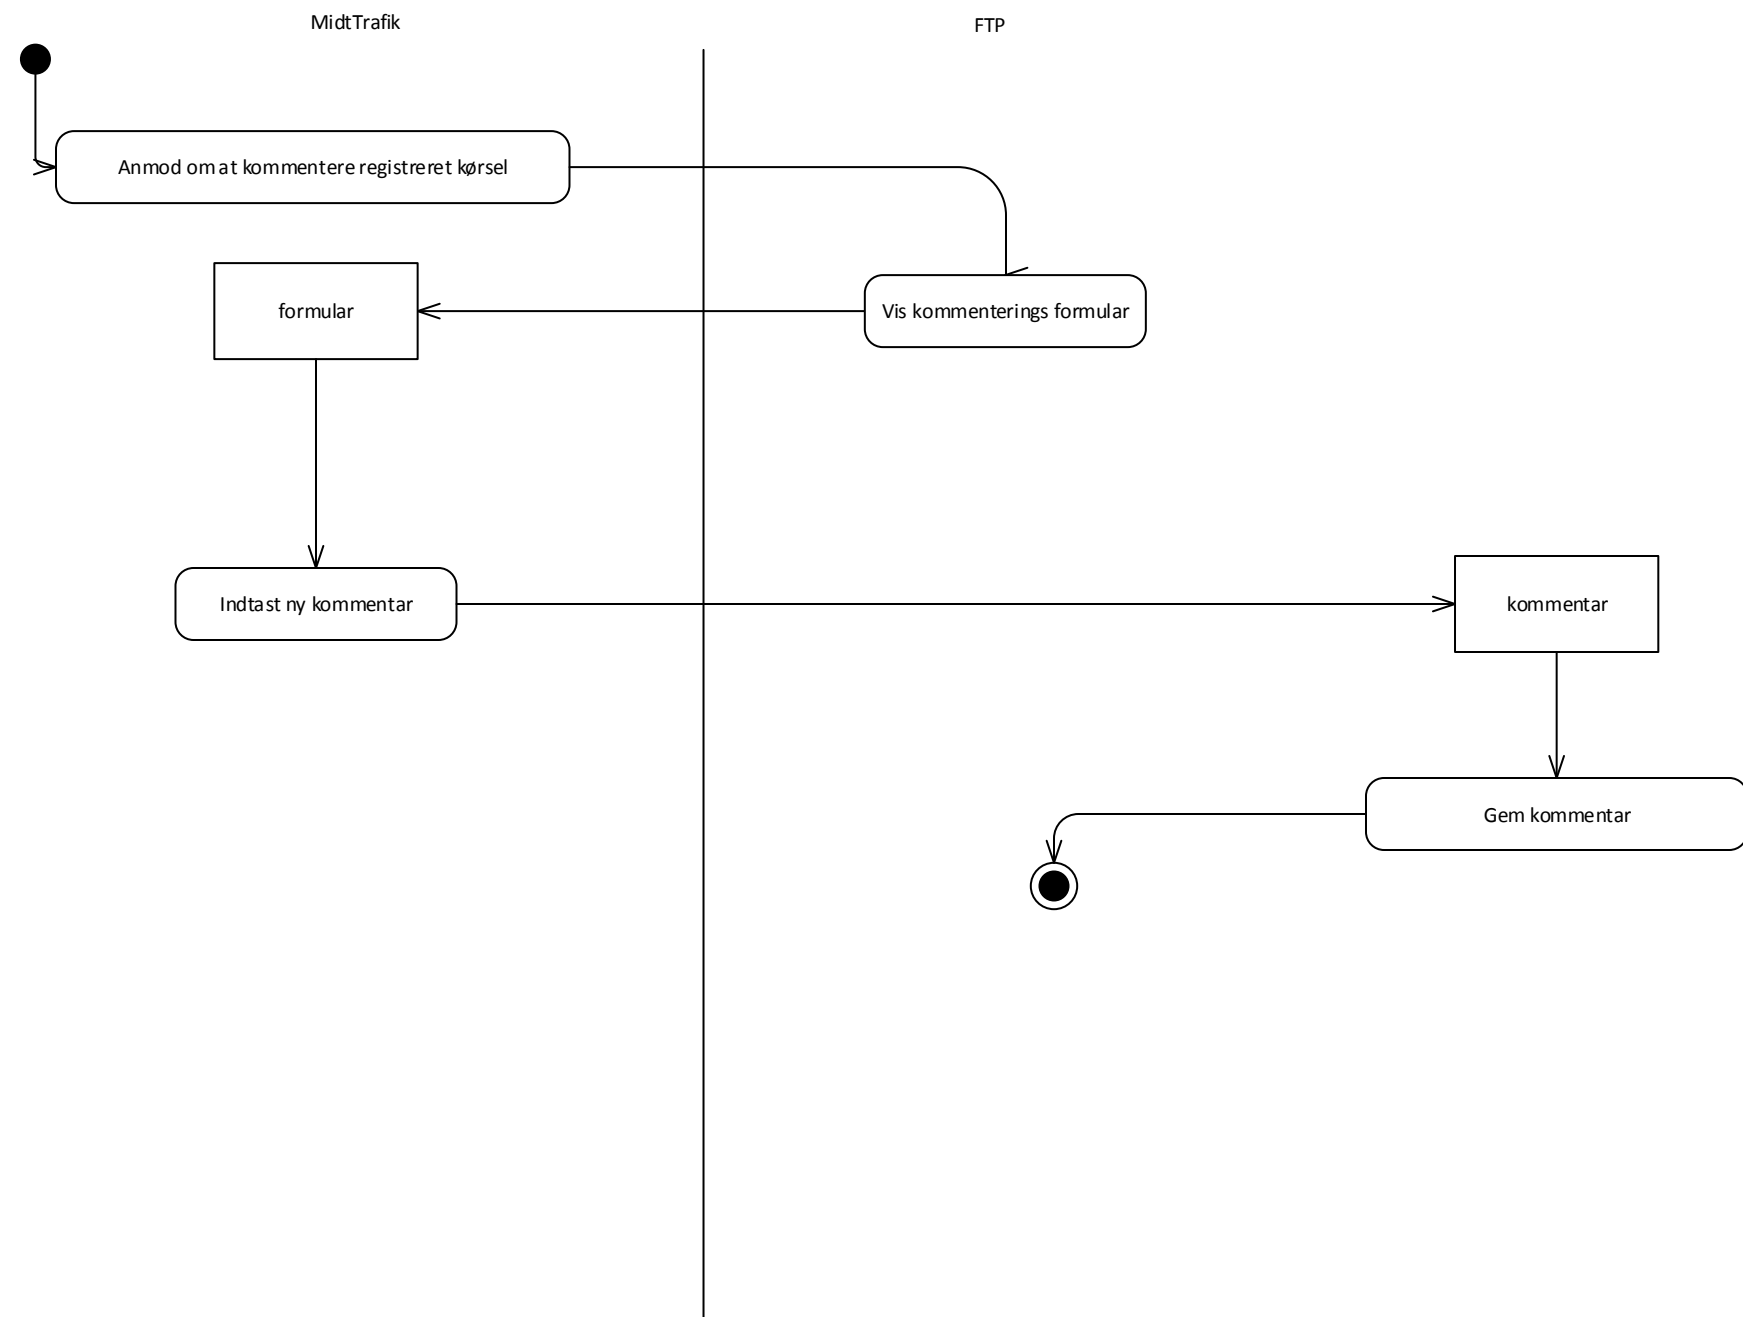 MidtTrafik
FTP
Anmod om at kommentere registreret kørsel
formular
Vis kommenterings formular
Indtast ny kommentar
kommentar
Gem kommentar